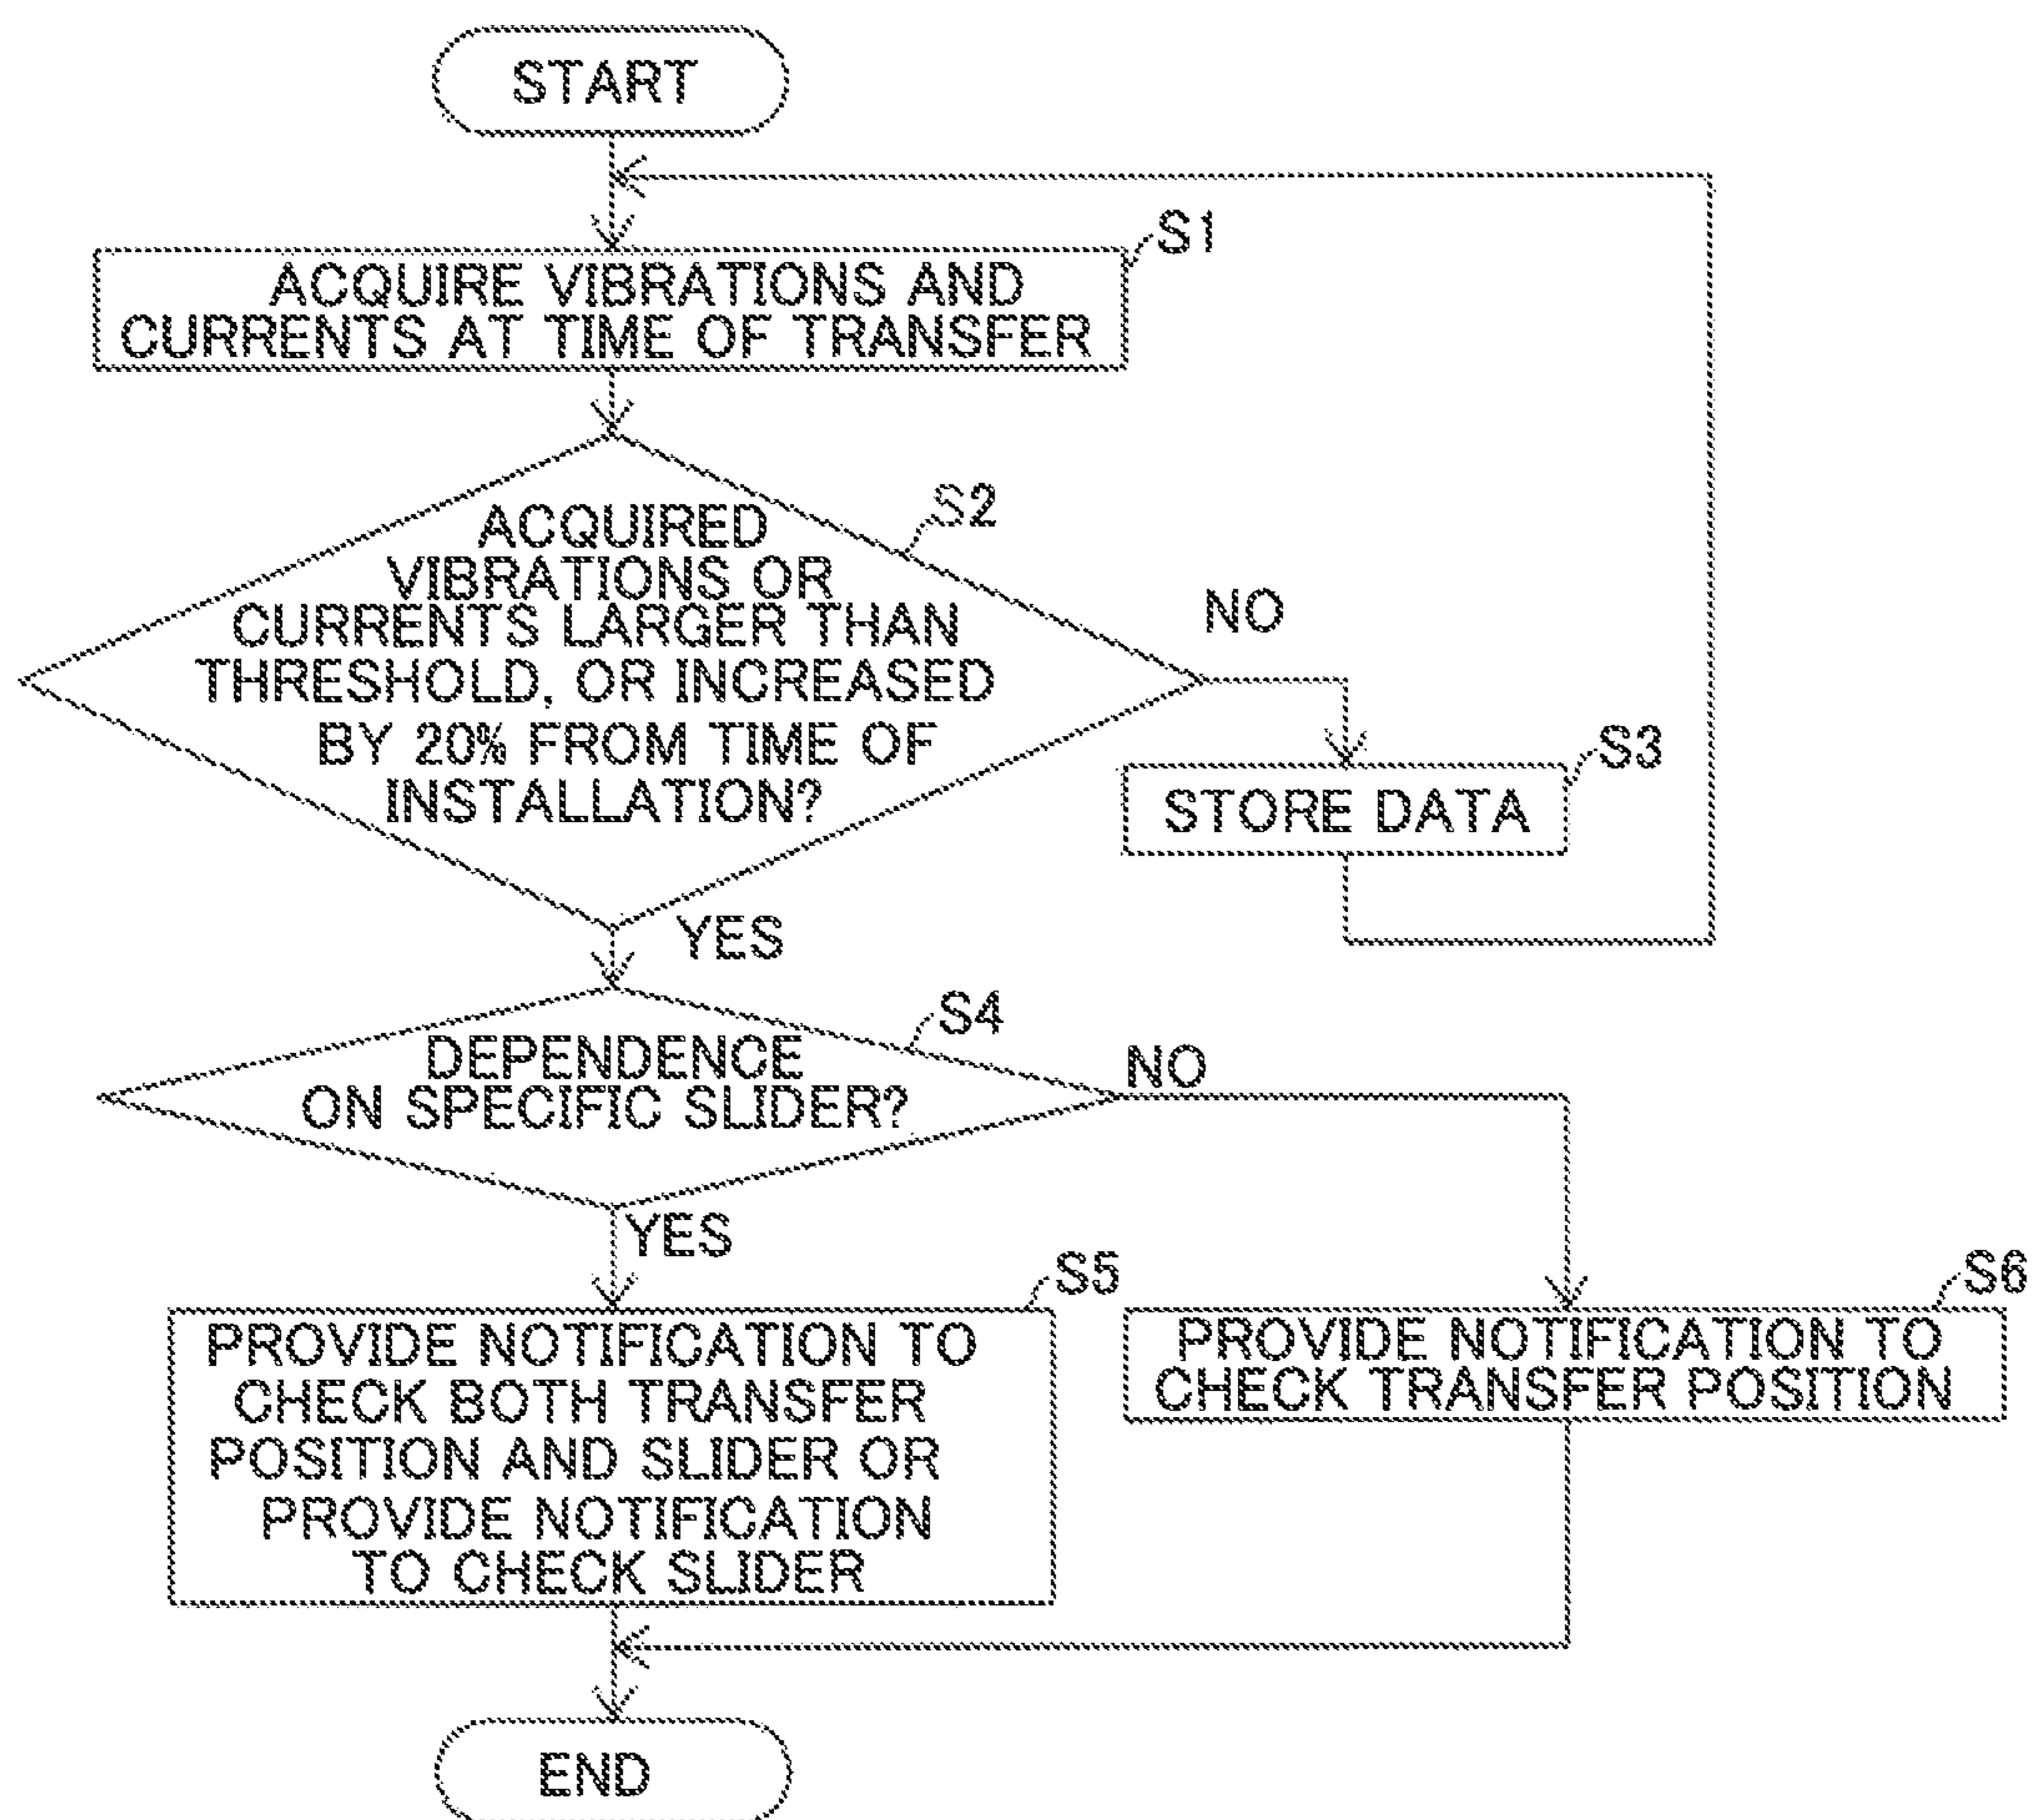 START
S1
ACQUIRE VIBRATIONS AND
CURRENTS AT TIME OF TRANSFER
S2
ACQUIRED
VIBRATIONS OR
CURRENTS LARGER THAN
THRESHOLD, OR INCREASED
BY 20% FROM TIME OF
INSTALLATION?
NO
S3
STORE DATA
YES
S4
DEPENDENCE
ON SPECIFIC SLIDER?
NO
YES
S5
PROVIDE NOTIFICATION TO
CHECK BOTH TRANSFER
POSITION AND SLIDER OR
PROVIDE NOTIFICATION
TO CHECK SLIDER
S6
PROVIDE NOTIFICATION TO
CHECK TRANSFER POSITION
END